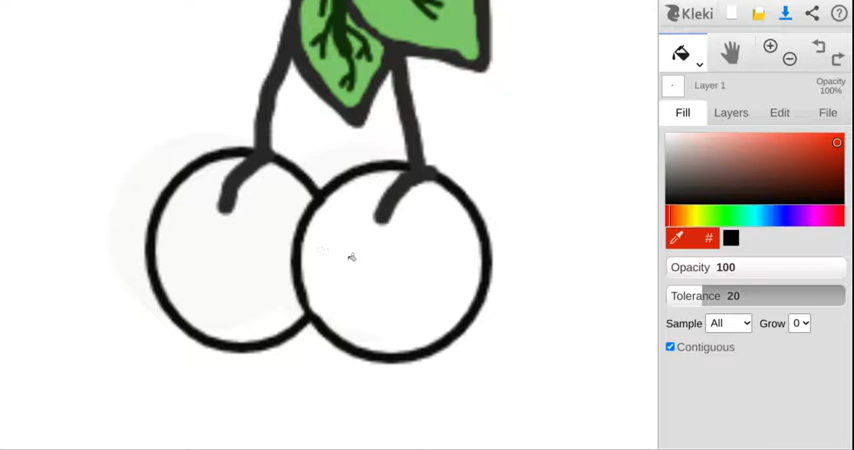 Kleki
Layer 1
Opacity
100%
Fill Layers Edit File
#
Opacity 100
Tolerance 20
Sample All Grow 0
Contiguous